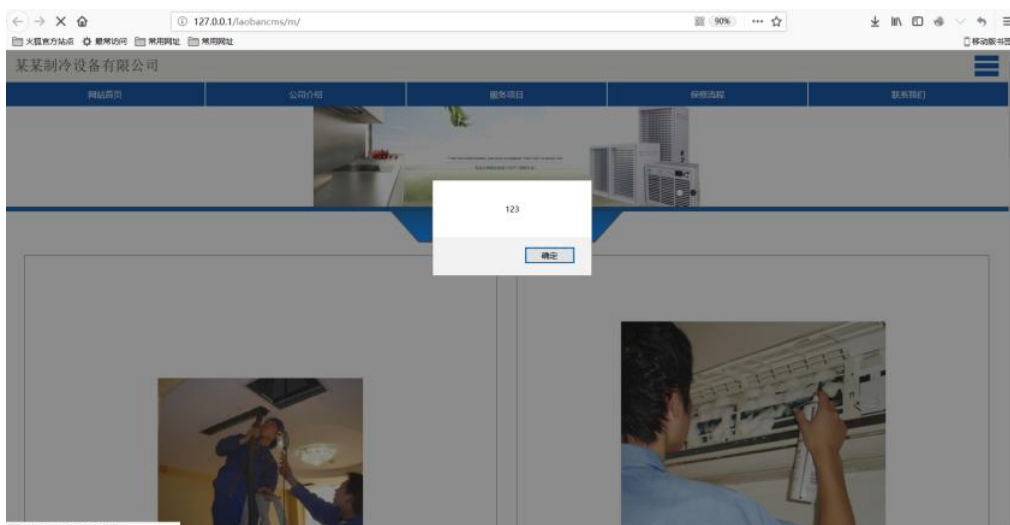 127.0.0.1/laobancms/m/
90%
火狐官方站点 最常访问 常用网址 常用网址
移动版书签
某某制冷设备有限公司
网站首页 公司介绍 服务项目 保修流程 联系我们
123
确定